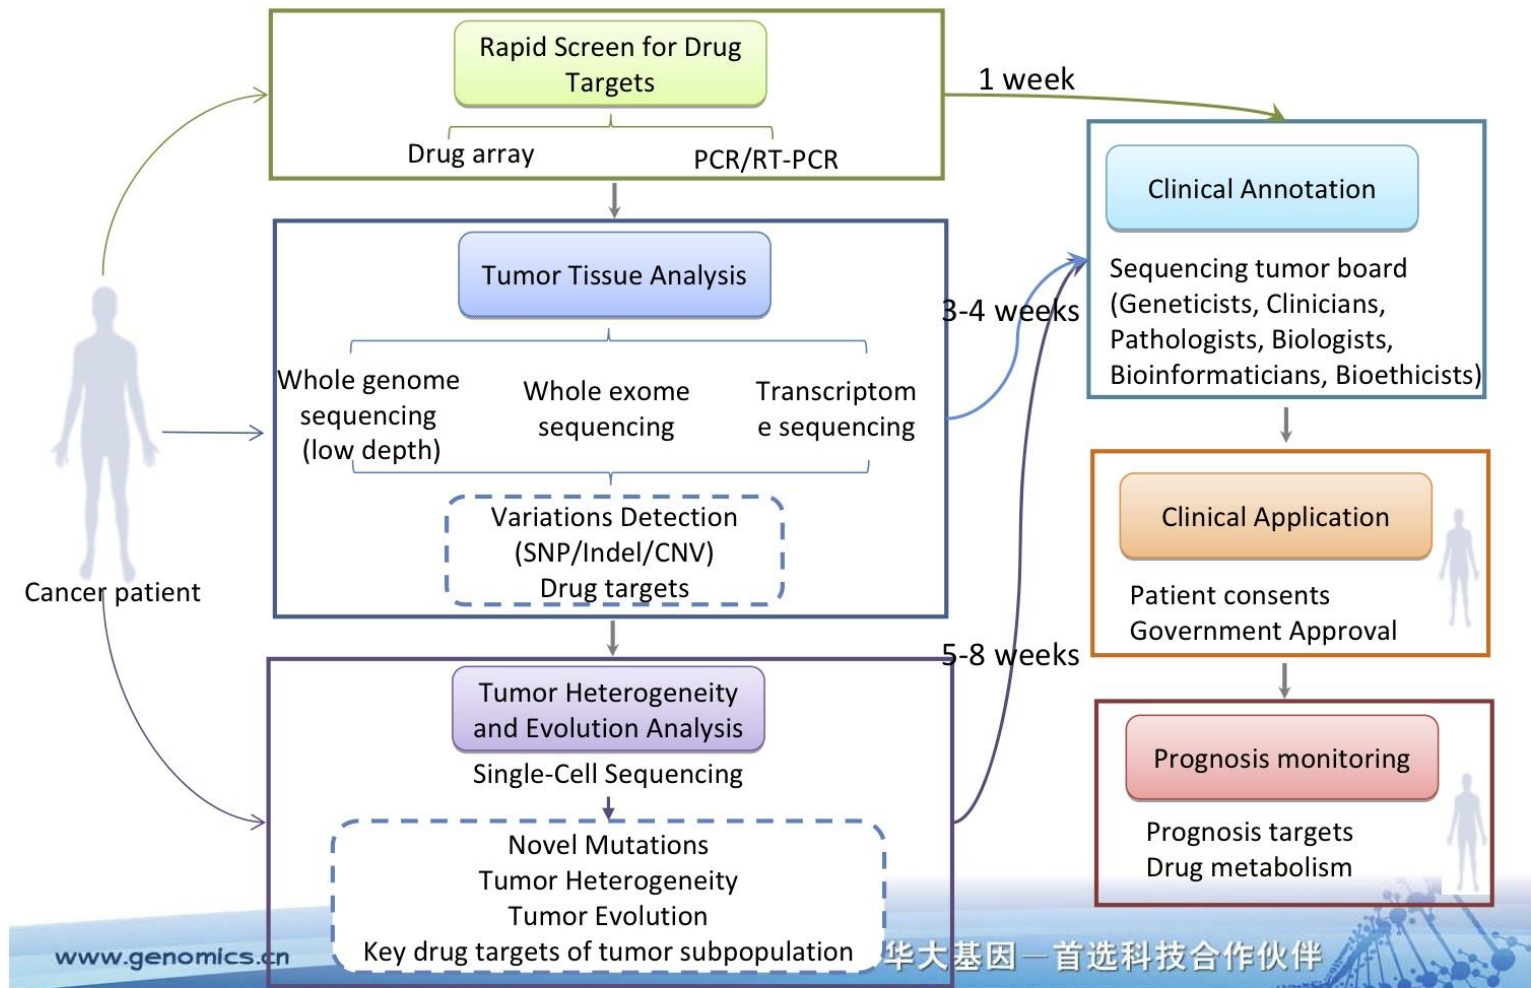 Rapid Screen for Drug
Targets
Drug array
PCR/RT-PCR
1 week
Tumor Tissue Analysis
Whole genome
sequencing
(low depth)
Whole exome
sequencing
Transcriptom
e sequencing
Variations Detection
(SNP/Indel/CNV)
Drug targets
3-4 weeks
Cancer patient
Tumor Heterogeneity
and Evolution Analysis
Single-Cell Sequencing
Novel Mutations
Tumor Heterogeneity
Tumor Evolution
Key drug targets of tumor subpopulation
5-8 weeks
Clinical Annotation
Sequencing tumor board
(Geneticists, Clinicians,
Pathologists, Biologists,
Bioinformaticians, Bioethicists)
Clinical Application
Patient consents
Government Approval
Prognosis monitoring
Prognosis targets
Drug metabolism
www.genomics.cn
华大基因—首选科技合作伙伴